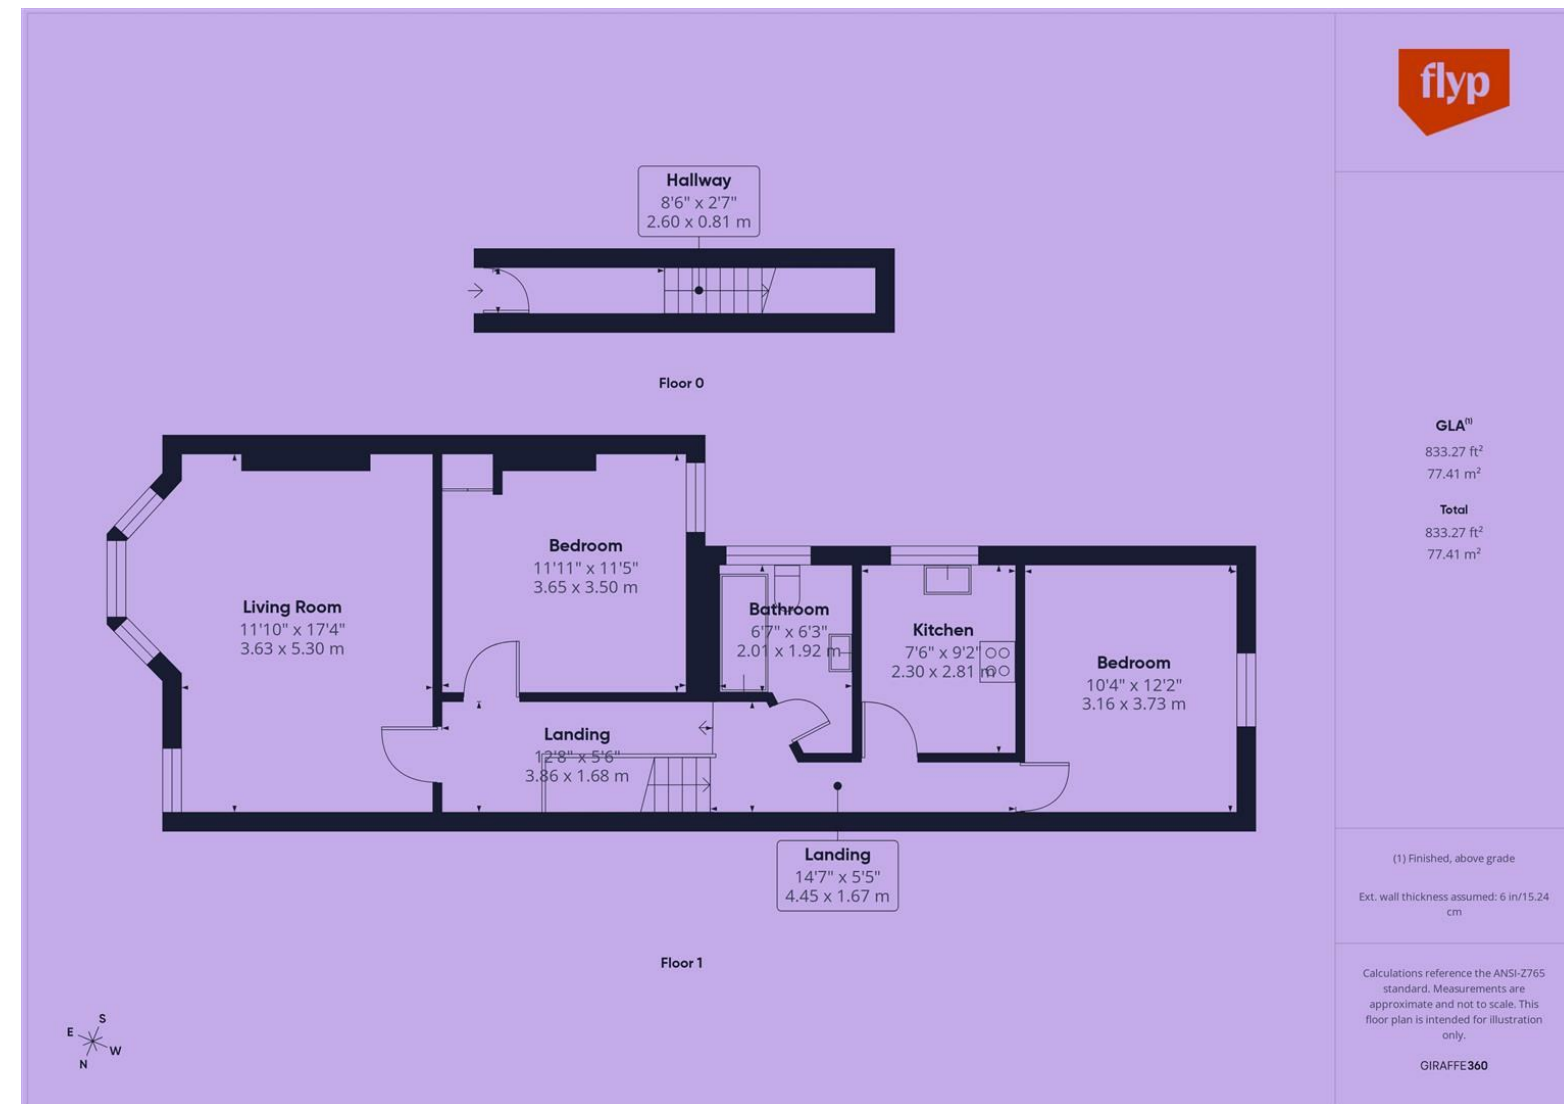 flyp
Hallway
8'6" x 2'7"
2.60 x 0.81 m
Floor 0
Living Room
11'10" x 17'4"
3.63 x 5.30 m
Bedroom
11'11" x 11'5"
3.65 x 3.50 m
Bathroom
6'7" x 6'3"
2.01 x 1.92 m
Kitchen
7'6" x 9'2"
2.30 x 2.81 m
Bedroom
10'4" x 12'2"
3.16 x 3.73 m
Landing
12'8" x 5'6"
3.86 x 1.68 m
Landing
14'7" x 5'5"
4.45 x 1.67 m
Floor 1
S
E
W
N
GLA(1)
833.27 ft²
77.41 m²
Total
833.27 ft²
77.41 m²
(1) Finished, above grade
Ext. wall thickness assumed: 6 in/15.24
cm
Calculations reference the ANSI-Z765
standard. Measurements are
approximate and not to scale. This
floor plan is intended for illustration
only.
GIRAFFE360